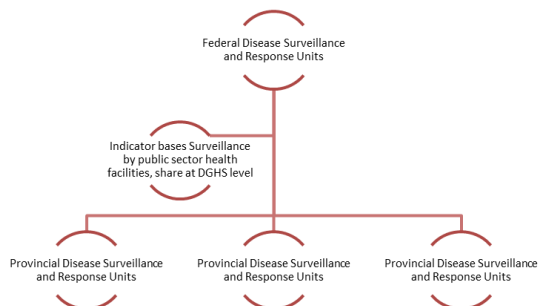 Federal Disease Surveillance
and Response Units
Indicator bases Surveillance
by public sector health
facilities, share at DGHS level
Provincial Disease Surveillance
and Response Units
Provincial Disease Surveillance
and Response Units
Provincial Disease Surveillance
and Response Units